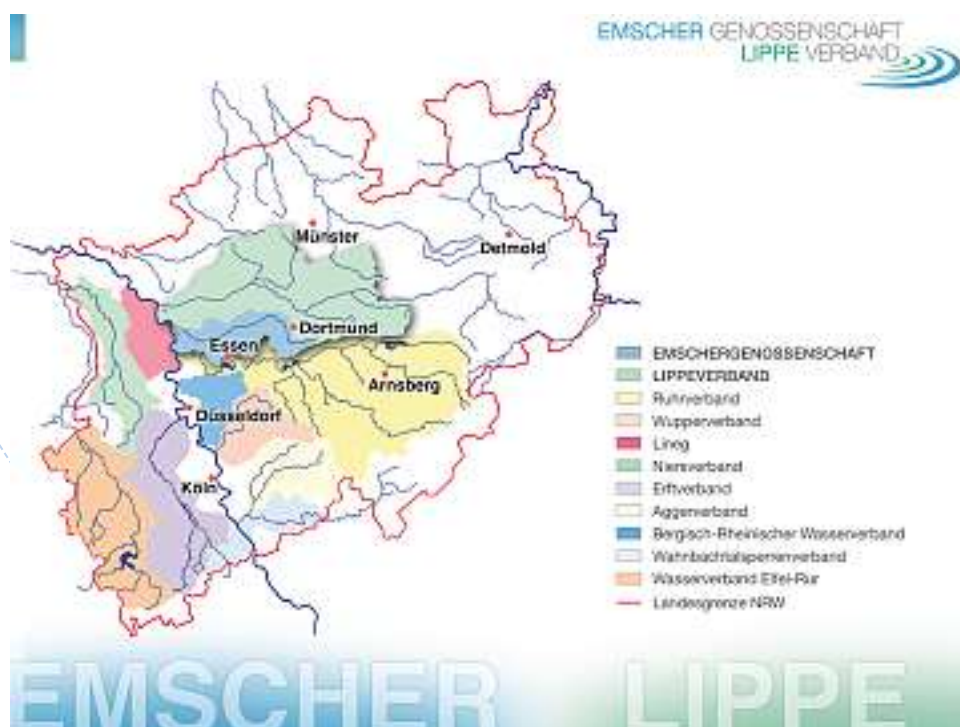 EMSCHER GENOSSENSCHAFT
LIPPE VERBAND
Münster
Detmold
Dortmund
Essen
Arnsberg
Düsseldorf
Köln
EMSCHERGENOSSENSCHAFT
LIPPEVERBAND
Ruhrverband
Wupperverband
Lineg
Niersverband
Erftverband
Aggerverband
Bergisch-Rheinischer Wasserverband
Wahnbachtalsperrenverband
Wasserverband Eifel-Rur
Landesgrenze NRW
EMSCHER LIPPE